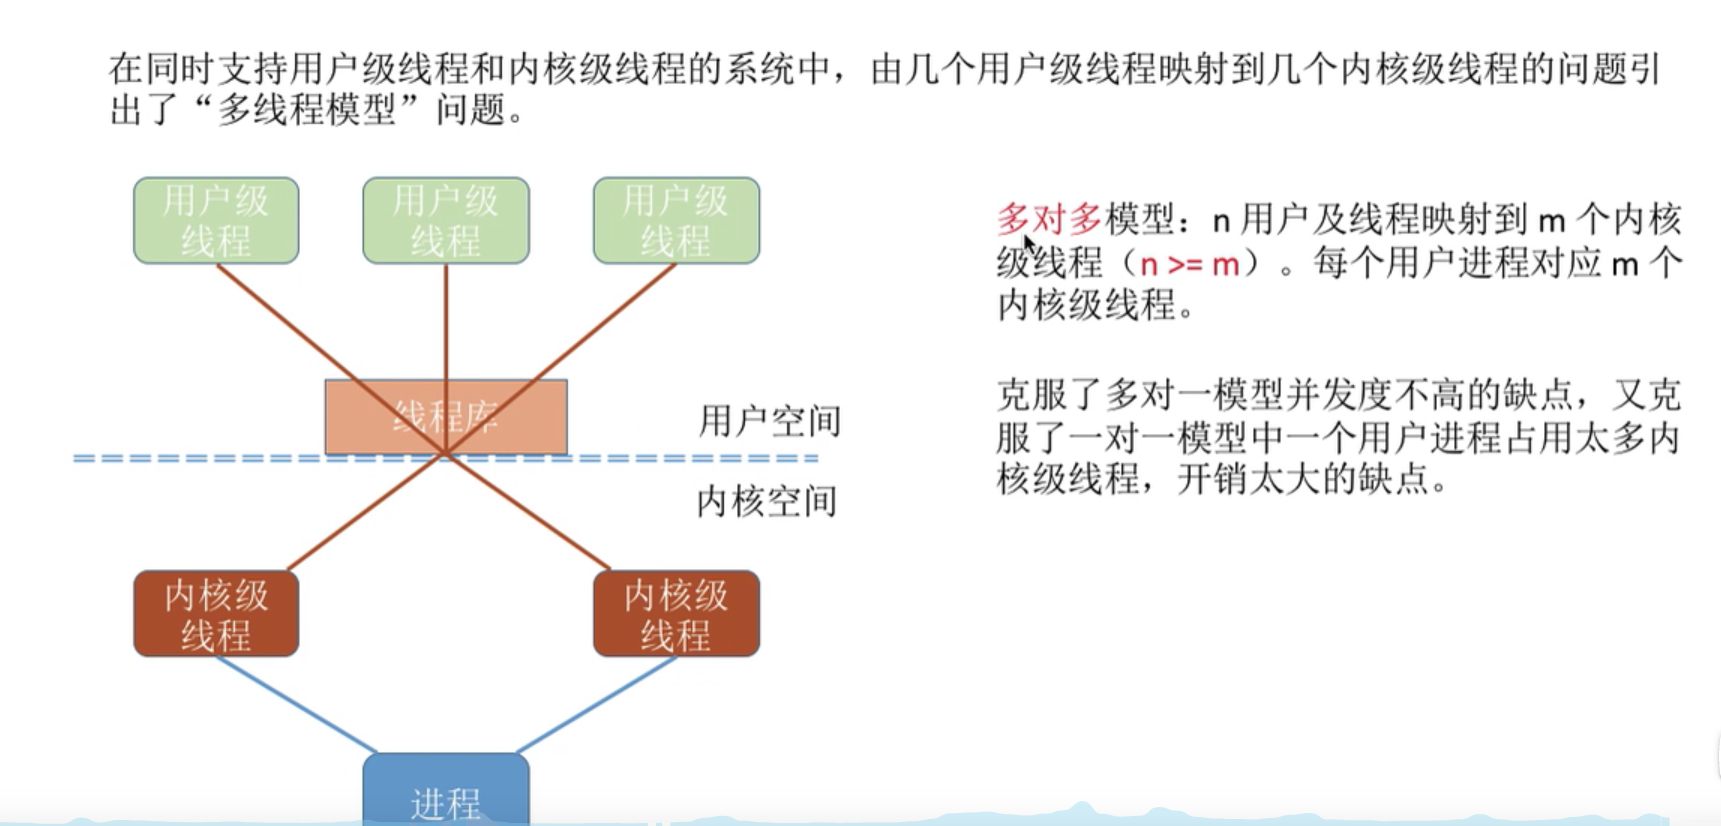 在同时支持用户级线程和内核级线程的系统中，由几个用户级线程映射到几个内核级线程的问题引
出了“多线程模型”问题。
用户级
线程
用户级
线程
用户级
线程
线程库
用户空间
内核空间
内核级
线程
内核级
线程
进程
多对多模型：n 用户及线程映射到 m 个内核
级线程（n >= m）。每个用户进程对应 m 个
内核级线程。
克服了多对一模型并发度不高的缺点，又克
服了一对一模型中一个用户进程占用太多内
核级线程，开销太大的缺点。